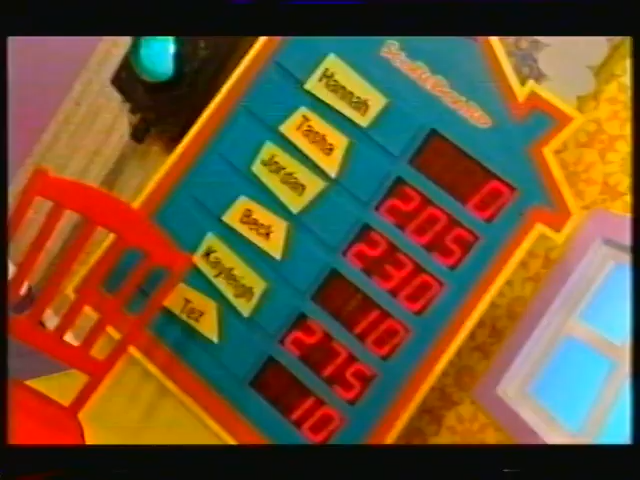 Hannah 0
Tasha 205
Jordan 230
Beck 10
Kayleigh 275
Tez 10